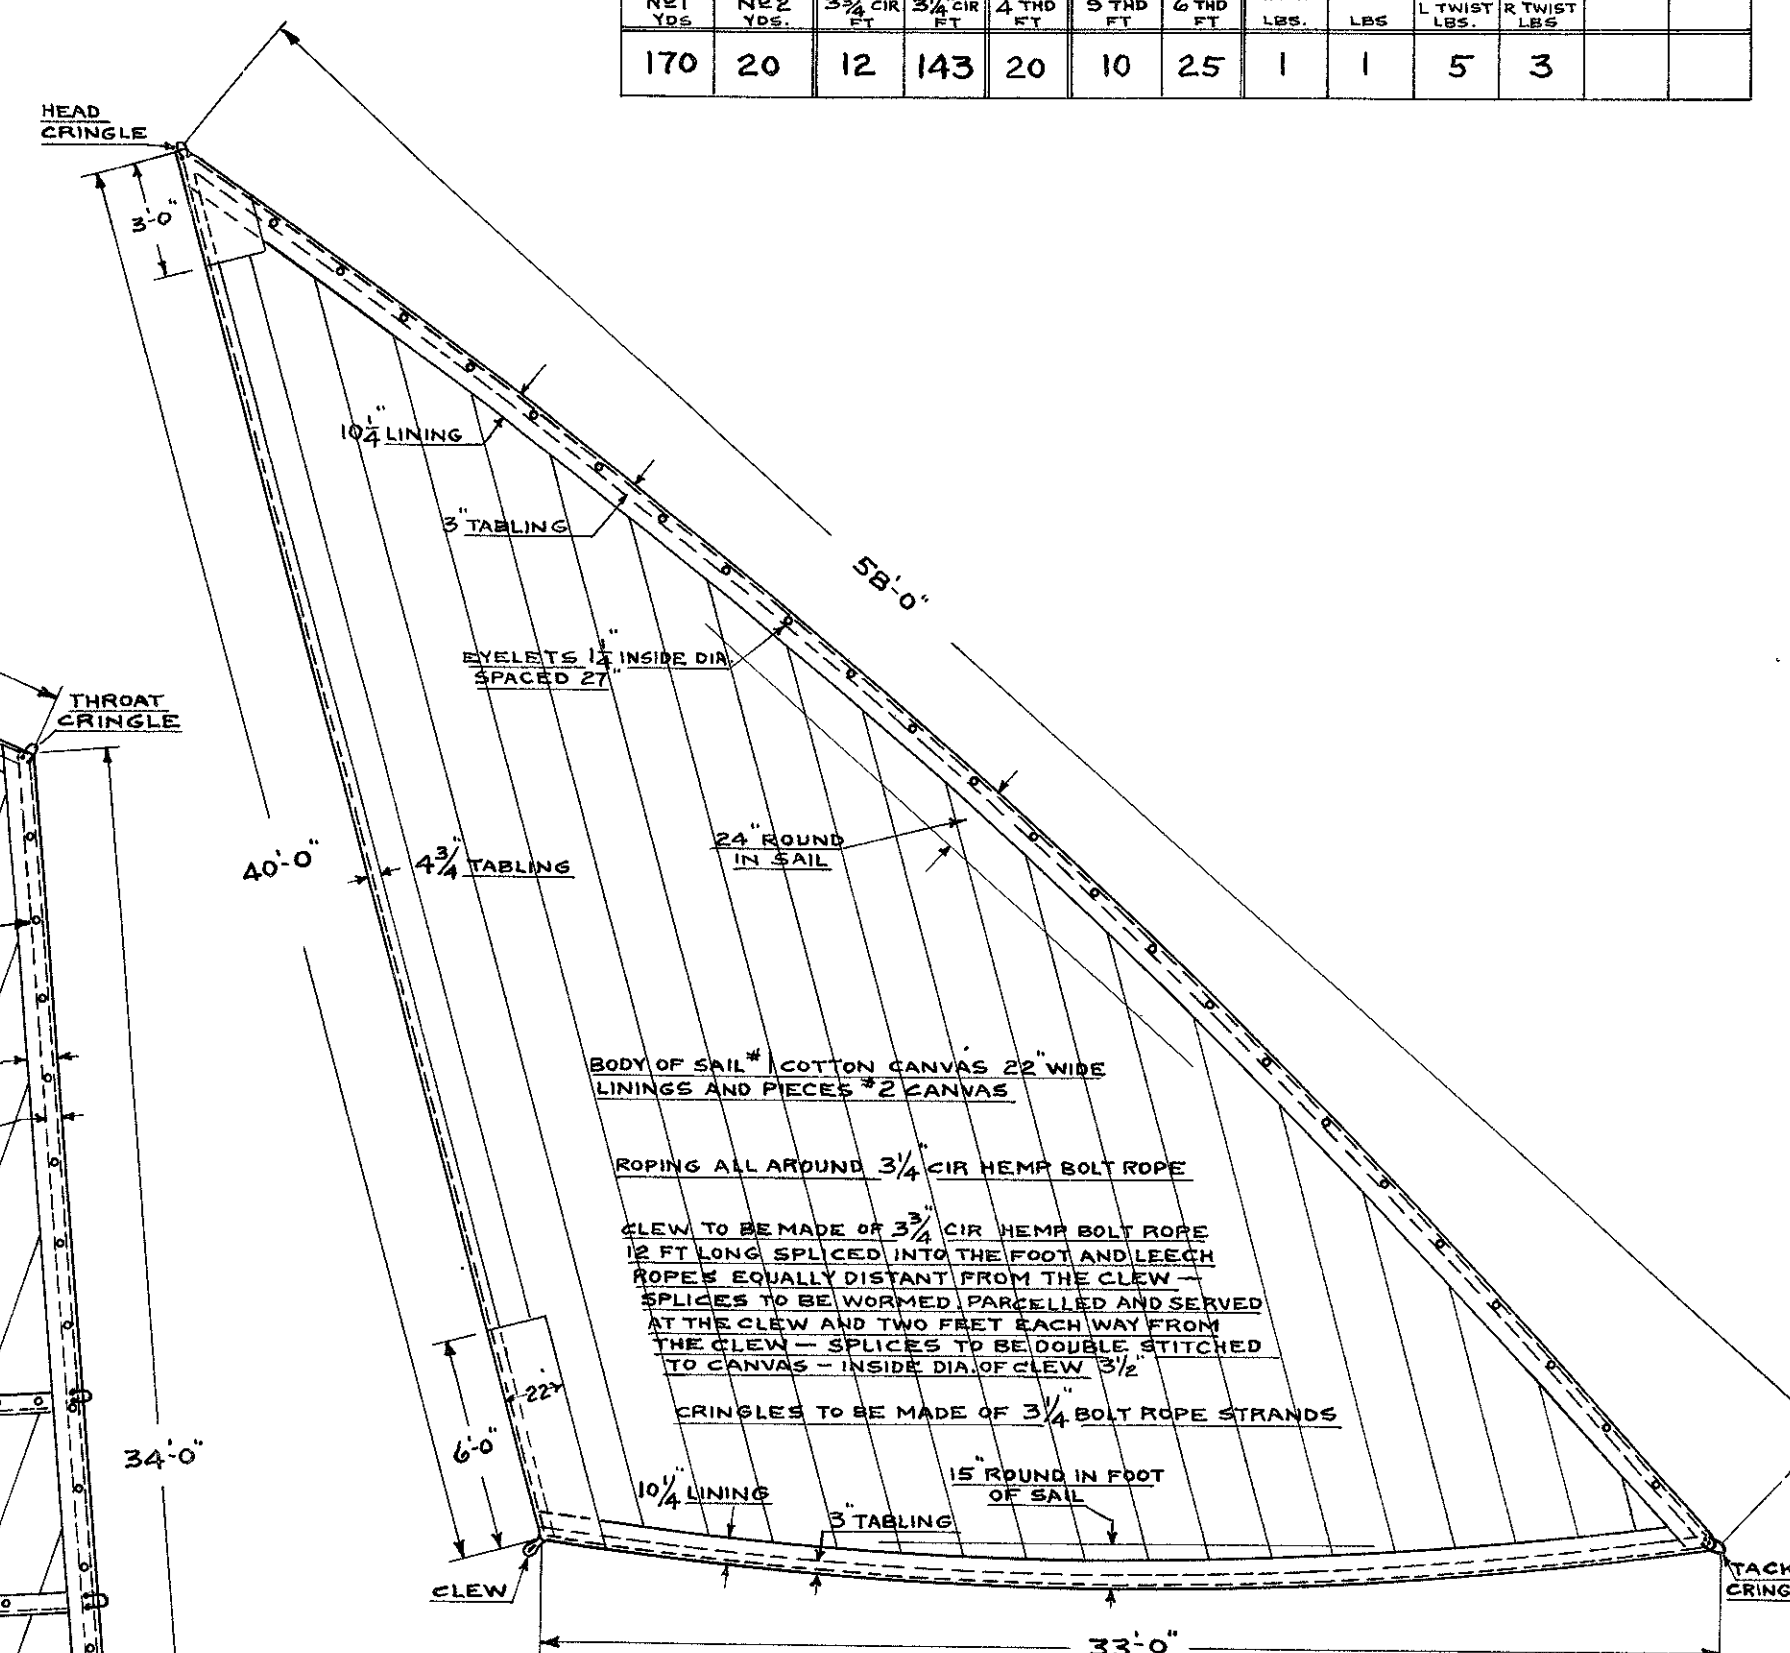 Nº1 Nº2 3¾ CIR 3¼ CIR 4 THD 9 THD 6 THD
YDS YDS. FT FT FT FT FT LBS. LBS L TWIST LBS. R TWIST LBS
170 20 12 143 20 10 25 1 1 5 3
HEAD
CRINGLE
3'-0"
10¼" LINING
3" TABLING
58'-0"
EYELETS 1¼" INSIDE DIA.
SPACED 27"
THROAT
CRINGLE
24" ROUND
IN SAIL
40'-0"
4¾" TABLING
BODY OF SAIL #1 COTTON CANVAS 22" WIDE
LININGS AND PIECES #2 CANVAS
ROPING ALL AROUND 3¼" CIR HEMP BOLT ROPE
CLEW TO BE MADE OF 3¾" CIR HEMP BOLT ROPE
12 FT LONG SPLICED INTO THE FOOT AND LEECH
ROPES EQUALLY DISTANT FROM THE CLEW —
SPLICES TO BE WORMED, PARCELLED AND SERVED
AT THE CLEW AND TWO FEET EACH WAY FROM
THE CLEW — SPLICES TO BE DOUBLE STITCHED
TO CANVAS — INSIDE DIA. OF CLEW 3½"
CRINGLES TO BE MADE OF 3¼" BOLT ROPE STRANDS
22"
6'-0"
34'-0"
10¼" LINING
15" ROUND IN FOOT
OF SAIL
3" TABLING
CLEW
TACK
CRING
33'-0"